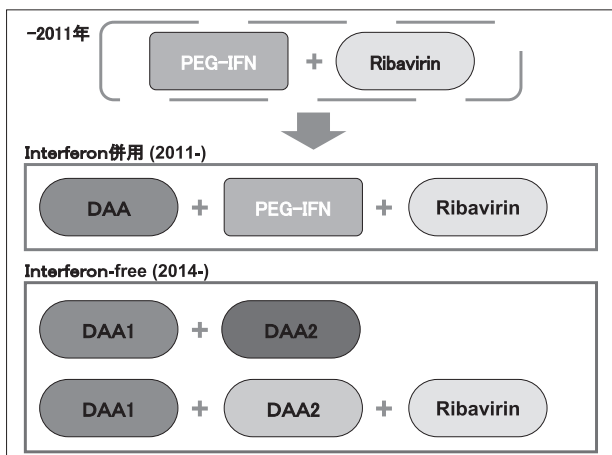 -2011年
PEG-IFN + Ribavirin
Interferon併用 (2011-)
DAA + PEG-IFN + Ribavirin
Interferon-free (2014-)
DAA1 + DAA2
DAA1 + DAA2 + Ribavirin